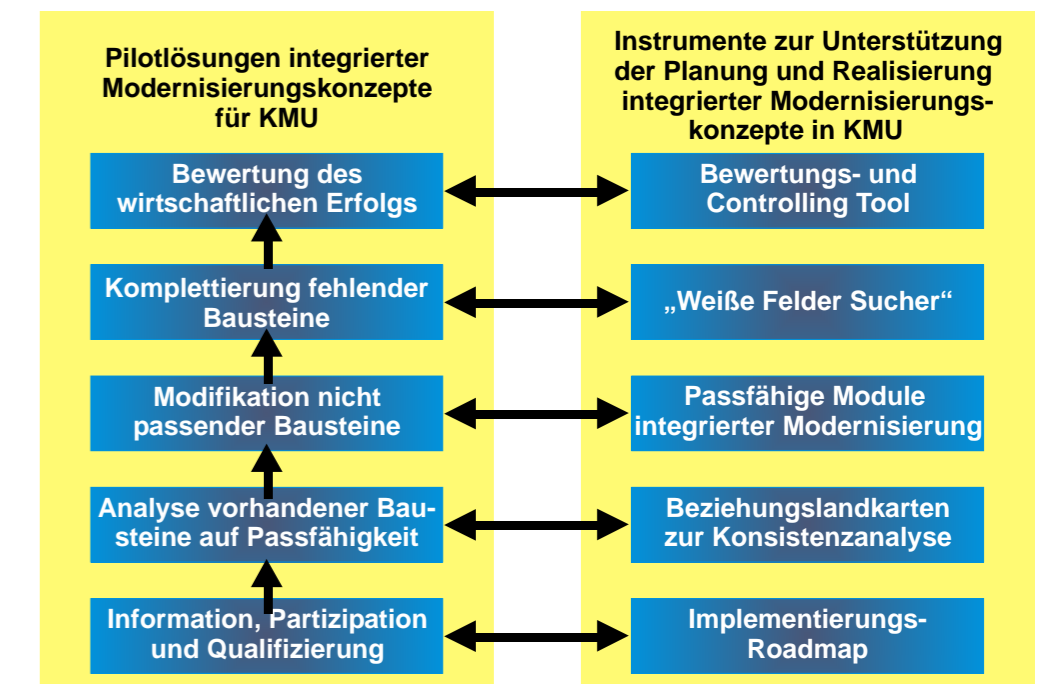 Pilotlösungen integrierter
Modernisierungskonzepte
für KMU
Bewertung des
wirtschaftlichen Erfolgs
Komplettierung fehlender
Bausteine
Modifikation nicht
passender Bausteine
Analyse vorhandener Bau-
steine auf Passfähigkeit
Information, Partizipation
und Qualifizierung
Instrumente zur Unterstützung
der Planung und Realisierung
integrierter Modernisierungs-
konzepte in KMU
Bewertungs- und
Controlling Tool
„Weiße Felder Sucher“
Passfähige Module
integrierter Modernisierung
Beziehungslandkarten
zur Konsistenzanalyse
Implementierungs-
Roadmap